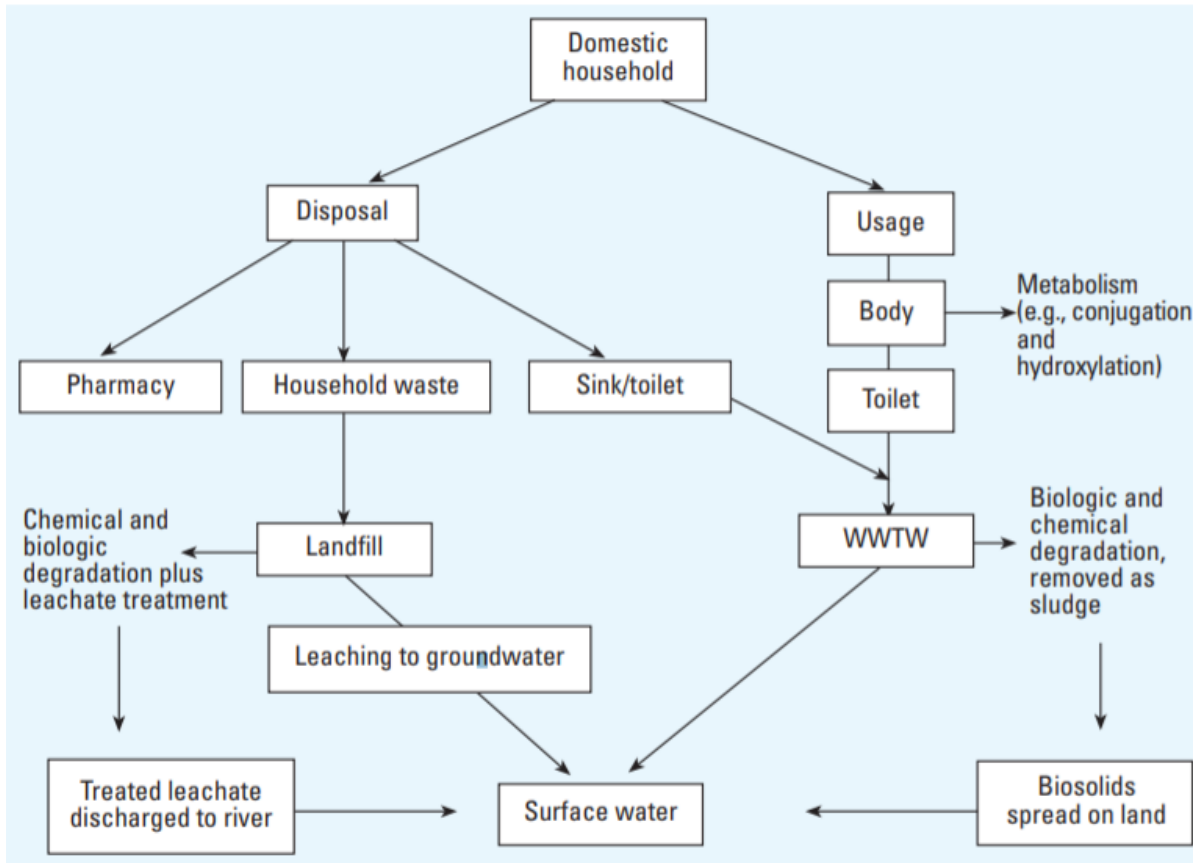 Domestic
household
Disposal
Usage
Body
Metabolism
(e.g., conjugation
and
hydroxylation)
Pharmacy
Household waste
Sink/toilet
Toilet
Chemical and
biologic
degradation plus
leachate treatment
Landfill
WWTW
Biologic and
chemical
degradation,
removed as
sludge
Leaching to groundwater
Treated leachate
discharged to river
Surface water
Biosolids
spread on land